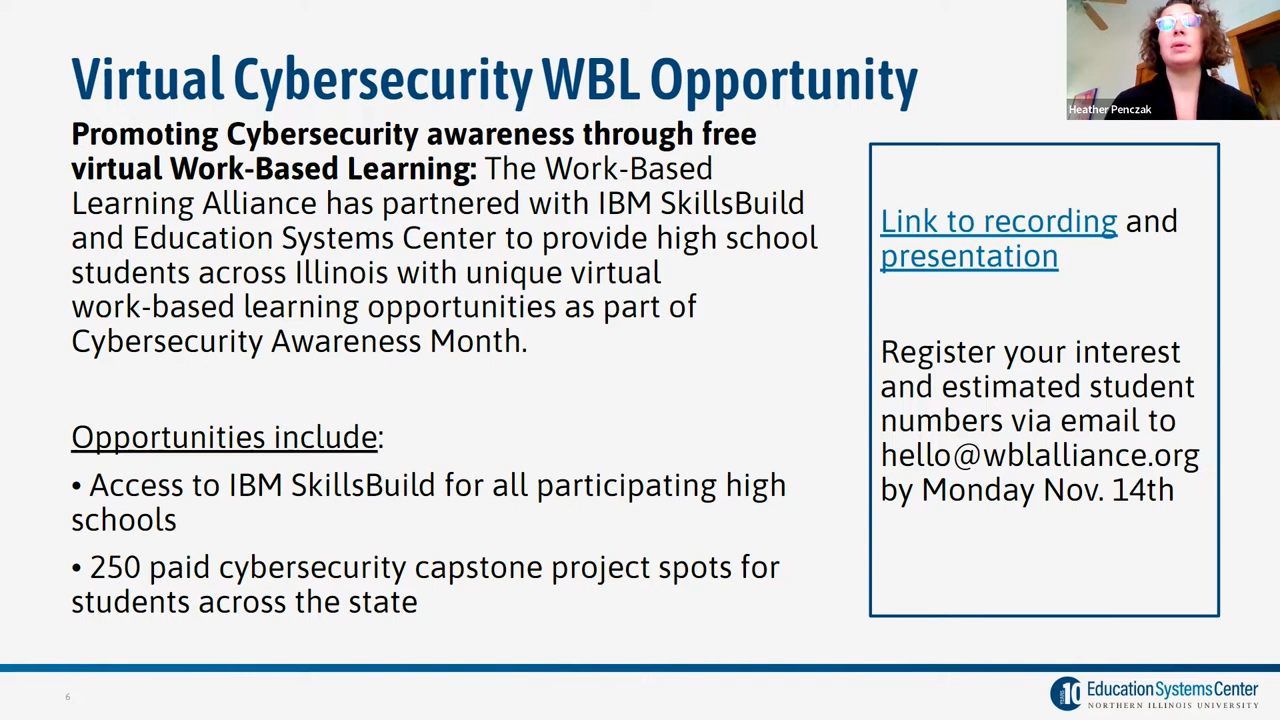 Virtual Cybersecurity WBL Opportunity
Heather Penczak
Promoting Cybersecurity awareness through free
virtual Work-Based Learning: The Work-Based
Learning Alliance has partnered with IBM SkillsBuild
and Education Systems Center to provide high school
students across Illinois with unique virtual
work-based learning opportunities as part of
Cybersecurity Awareness Month.
Opportunities include:
• Access to IBM SkillsBuild for all participating high
schools
• 250 paid cybersecurity capstone project spots for
students across the state
Link to recording and
presentation
Register your interest
and estimated student
numbers via email to
hello@wblalliance.org
by Monday Nov. 14th
6
YEARS 10
Education Systems Center
NORTHERN ILLINOIS UNIVERSITY